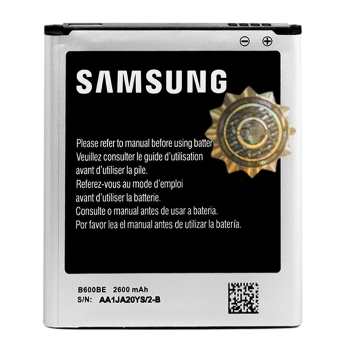 SAMSUNG
Please refer to manual before using batter
Veuillez consulter le guide d'utilisation
avant d'utiliser la pile.
Referez-vous au mode d'emploi
avant d'utiliser la batterie.
Consulte o manual antes de usar a bateria.
Por favor lea el manual antes de utilizar la batería.
B600BE 2600 mAh
S/N: AA1JA20YS/2-B